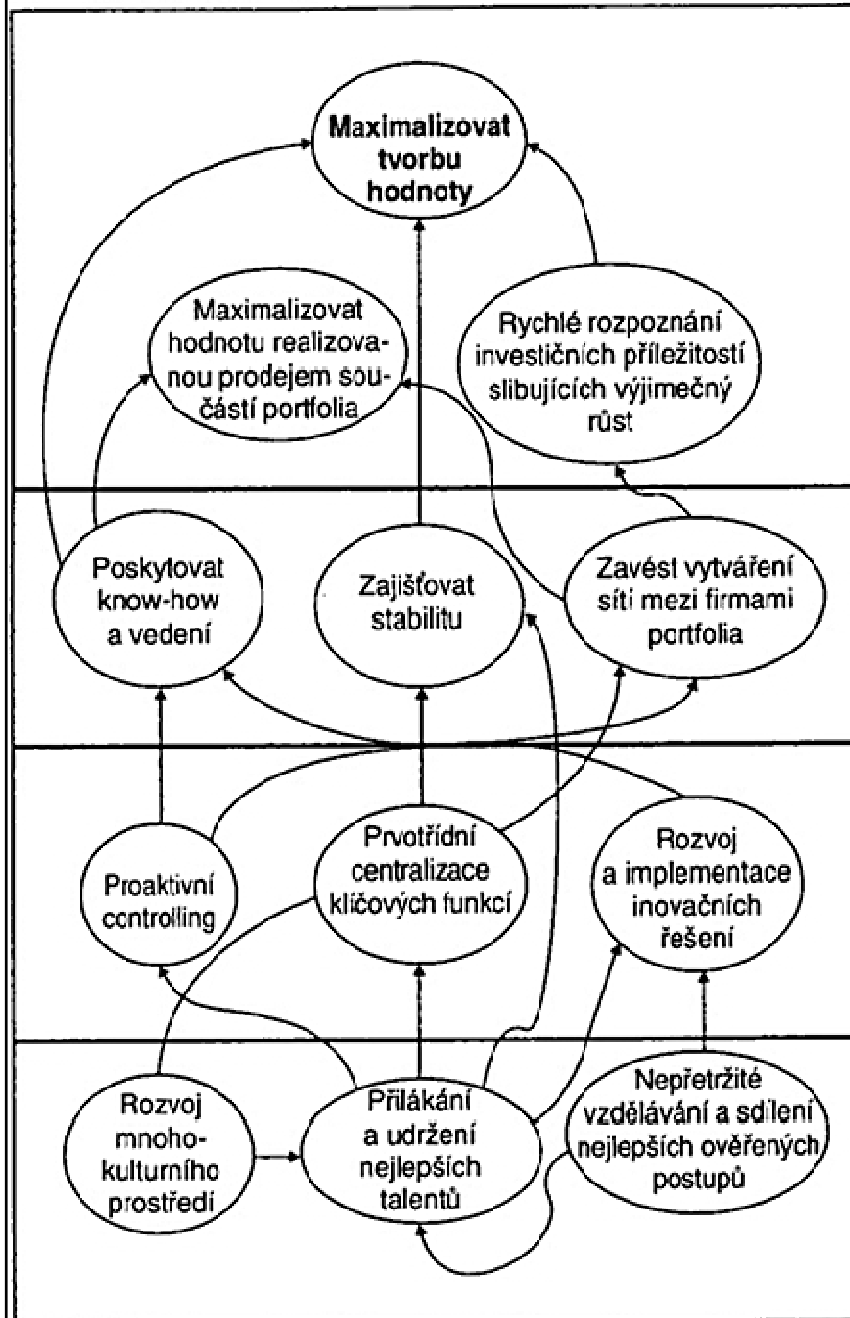 Maximalizovat
tvorbu
hodnoty
Maximalizovat
hodnotu realizova-
nou prodejem sou-
částí portfolia
Rychlé rozpoznání
investičních příležitostí
slibujících výjimečný
růst
Poskytovat
know-how
a vedení
Zajišťovat
stabilitu
Zavést vytváření
sítí mezi firmami
portfolia
Proaktivní
controlling
Prvotřídní
centralizace
klíčových funkcí
Rozvoj
a implementace
inovačních
řešení
Rozvoj
mnoho-
kulturního
prostředí
Přilákání
a udržení
nejlepších
talentů
Nepřetržité
vzdělávání a sdílení
nejlepších ověřených
postupů